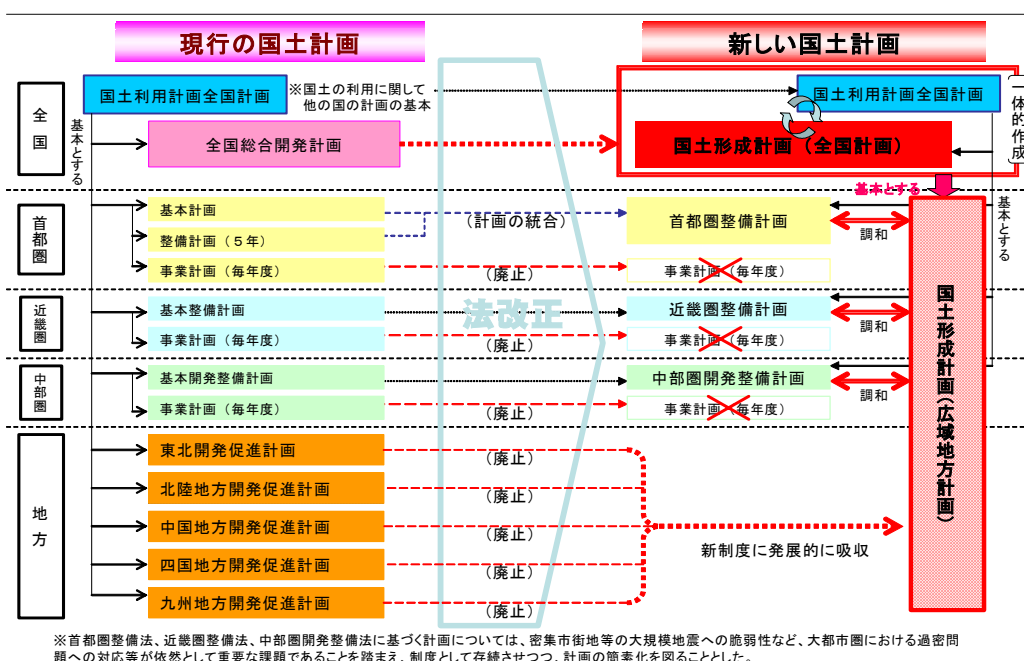 現行の国土計画
新しい国土計画
全国
国土利用計画全国計画
※国土の利用に関して
他の国の計画の基本
国土利用計画全国計画
一体的作成
基本とする
全国総合開発計画
国土形成計画（全国計画）
基本とする
首都圏
基本計画
整備計画（５年）
(計画の統合)
首都圏整備計画
調和
基本とする
事業計画（毎年度）
(廃止)
事業計画（毎年度）
近畿圏
基本整備計画
法改正
近畿圏整備計画
調和
事業計画（毎年度）
(廃止)
事業計画（毎年度）
中部圏
基本開発整備計画
中部圏開発整備計画
調和
事業計画（毎年度）
(廃止)
事業計画（毎年度）
国土形成計画（広域地方計画）
地方
東北開発促進計画
(廃止)
北陸地方開発促進計画
(廃止)
中国地方開発促進計画
(廃止)
新制度に発展的に吸収
四国地方開発促進計画
(廃止)
九州地方開発促進計画
(廃止)
※首都圏整備法、近畿圏整備法、中部圏開発整備法に基づく計画については、密集市街地等の大規模地震への脆弱性など、大都市圏における過密問
題への対応等が依然として重要な課題であることを踏まえ、制度として存続させつつ、計画の簡素化を図ることとした。